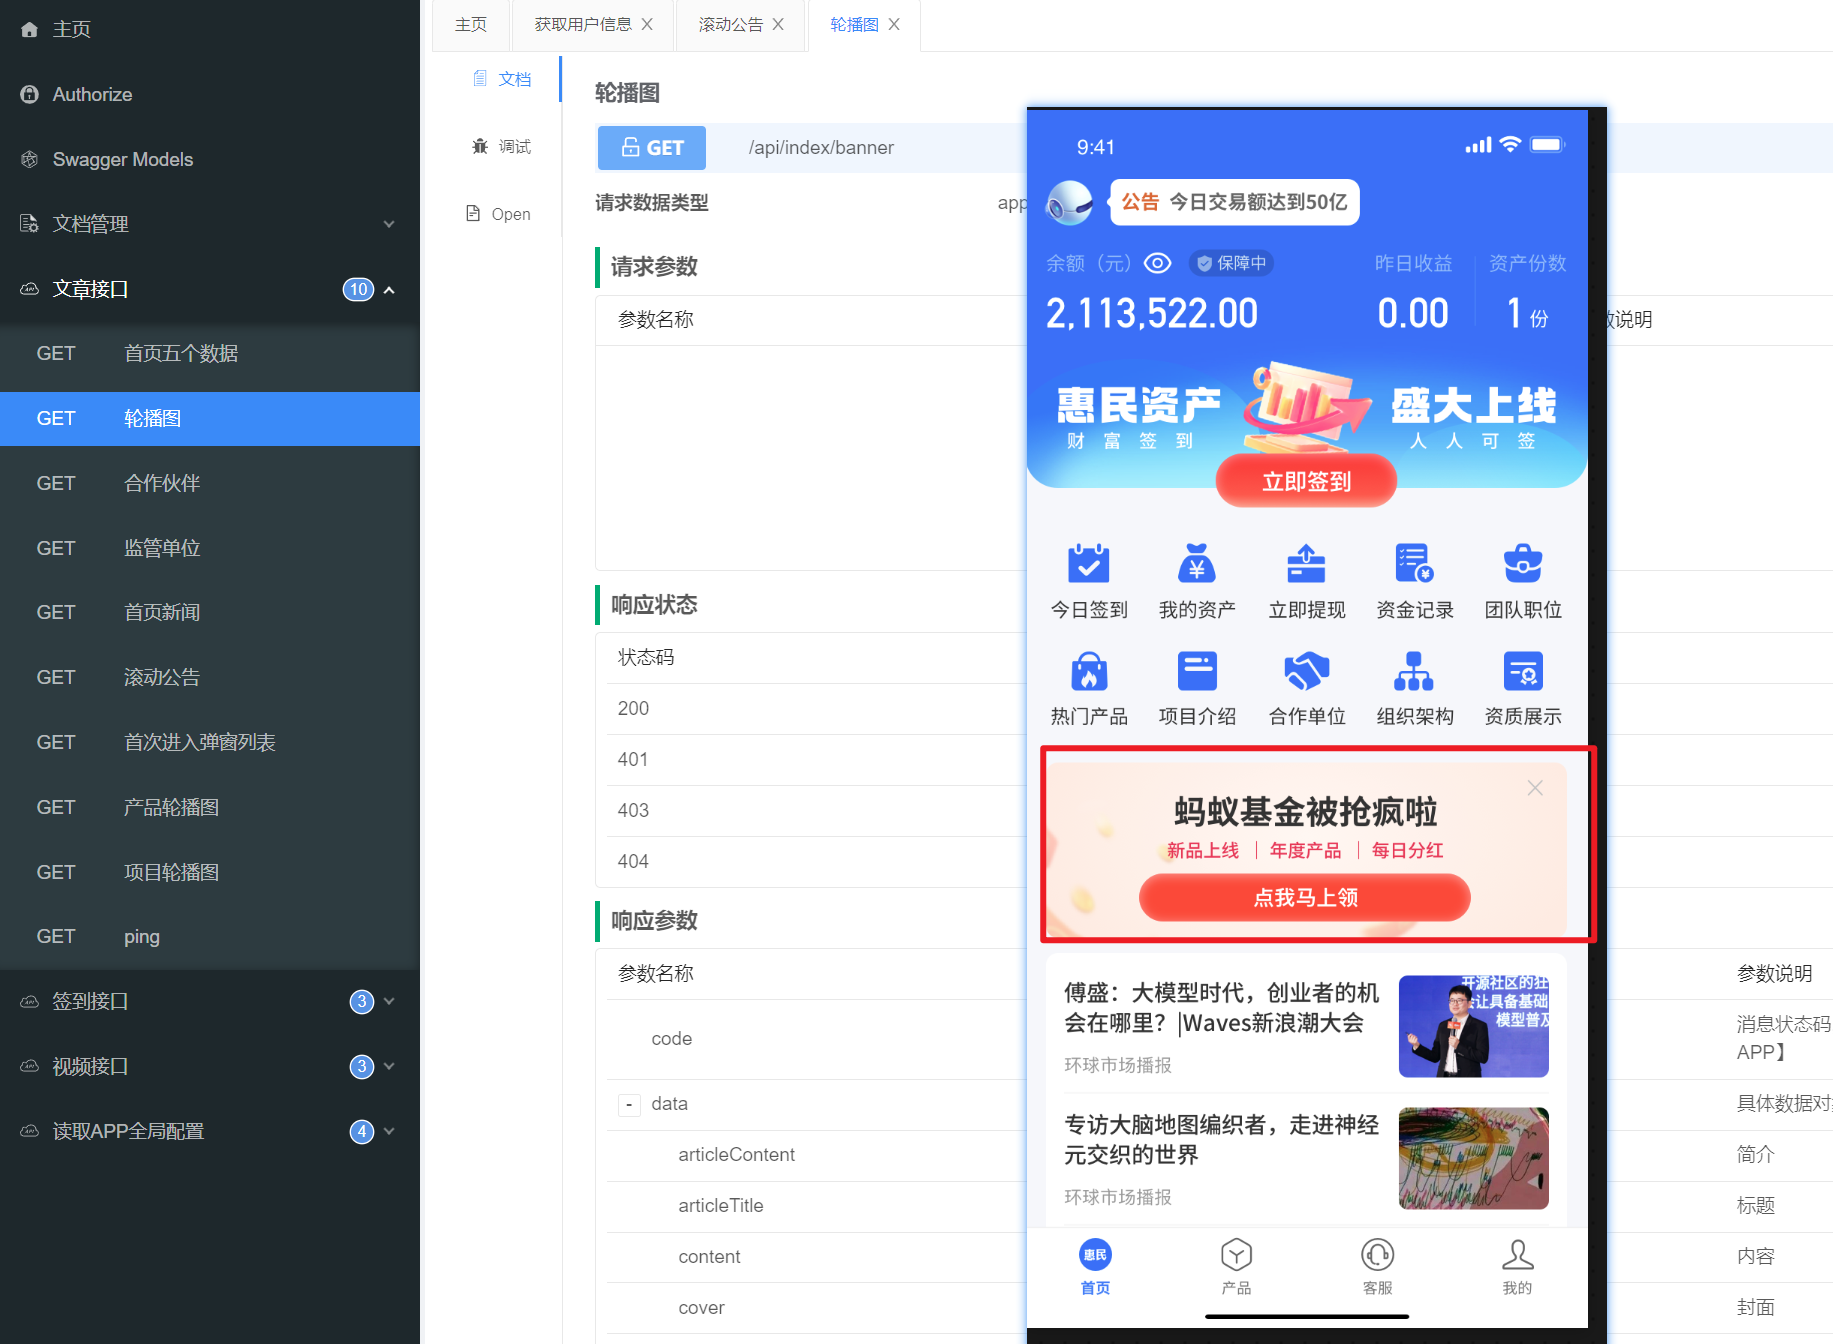 主页
Authorize
Swagger Models
文档管理
文章接口 10
GET 首页五个数据
GET 轮播图
GET 合作伙伴
GET 监管单位
GET 首页新闻
GET 滚动公告
GET 首次进入弹窗列表
GET 产品轮播图
GET 项目轮播图
GET ping
签到接口 3
视频接口 3
读取APP全局配置 4
主页 获取用户信息 滚动公告 轮播图
文档
调试
Open
轮播图
GET /api/index/banner
请求数据类型 app
请求参数
参数名称 说明
响应状态
状态码
200
401
403
404
响应参数
参数名称 参数说明
code 消息状态码
APP】
- data 具体数据对
articleContent 简介
articleTitle 标题
content 内容
cover 封面
9:41
公告 今日交易额达到50亿
余额（元） 保障中 昨日收益 资产份数
2,113,522.00 0.00 1 份
惠民资产 盛大上线
财富签到 人人可签
立即签到
今日签到 我的资产 立即提现 资金记录 团队职位
热门产品 项目介绍 合作单位 组织架构 资质展示
蚂蚁基金被抢疯啦
新品上线 | 年度产品 | 每日分红
点我马上领
傅盛：大模型时代，创业者的机
会在哪里？|Waves新浪潮大会
环球市场播报
开源社区的狂
会让具备基础
模型普及
专访大脑地图编织者，走进神经
元交织的世界
环球市场播报
惠民
首页 产品 客服 我的